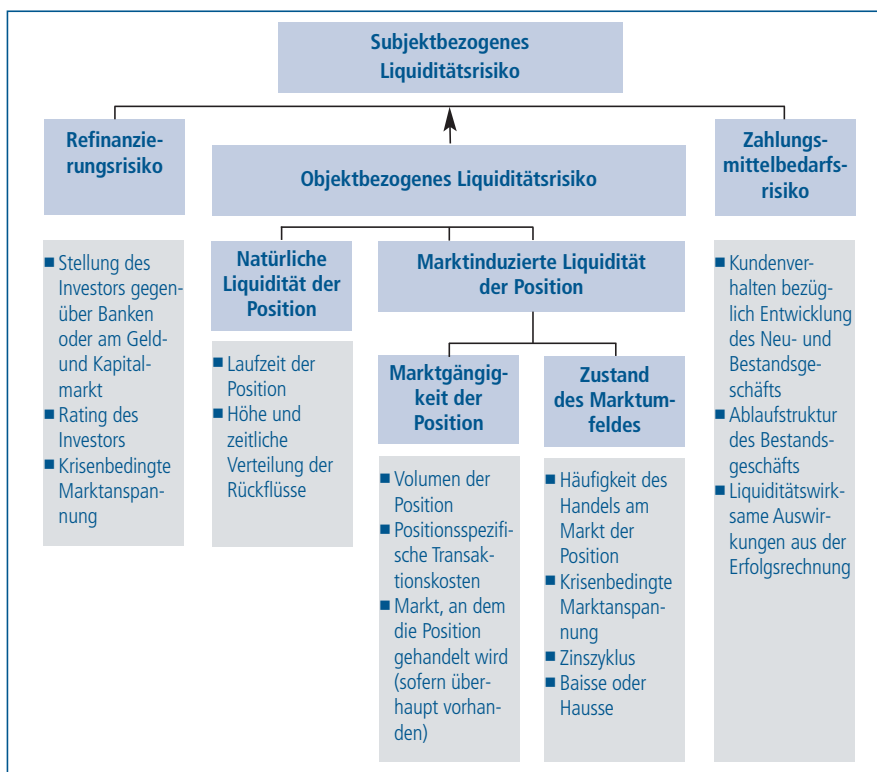 Subjektbezogenes
Liquiditätsrisiko
Refinanzie-
rungsrisiko
Objektbezogenes Liquiditätsrisiko
Zahlungs-
mittelbedarfs-
risiko
■ Stellung des
Investors gegen-
über Banken
oder am Geld-
und Kapital-
markt
■ Rating des
Investors
■ Krisenbedingte
Marktanspan-
nung
Natürliche
Liquidität der
Position
■ Laufzeit der
Position
■ Höhe und
zeitliche
Verteilung der
Rückflüsse
Marktinduzierte Liquidität
der Position
Marktgängig-
keit der
Position
■ Volumen der
Position
■ Positionsspezifi-
sche Transak-
tionskosten
■ Markt, an dem
die Position
gehandelt wird
(sofern über-
haupt vorhan-
den)
Zustand
des Marktum-
feldes
■ Häufigkeit des
Handels am
Markt der
Position
■ Krisenbedingte
Marktanspan-
nung
■ Zinszyklus
■ Baisse oder
Hausse
■ Kundenver-
halten bezüg-
lich Entwicklung
des Neu- und
Bestandsge-
schäfts
■ Ablaufstruktur
des Bestands-
geschäfts
■ Liquiditätswirk-
same Auswir-
kungen aus der
Erfolgsrechnung